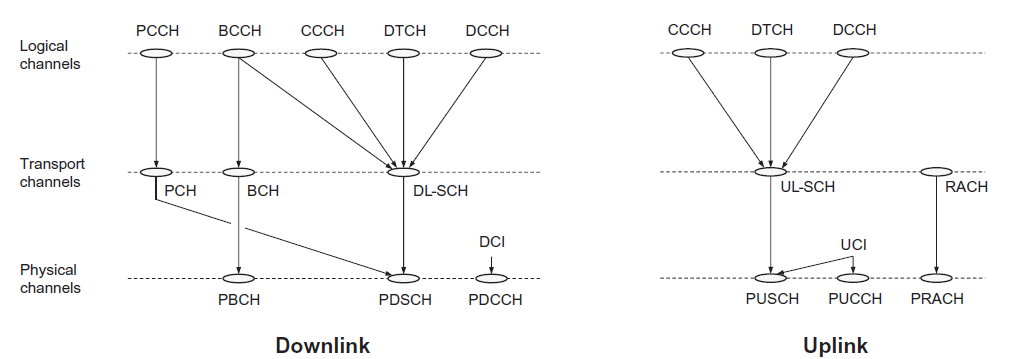 PCCH BCCH CCCH DTCH DCCH
CCCH DTCH DCCH
Logical
channels
Transport
channels
PCH BCH DL-SCH
UL-SCH RACH
DCI
UCI
Physical
channels
PBCH PDSCH PDCCH
PUSCH PUCCH PRACH
Downlink
Uplink